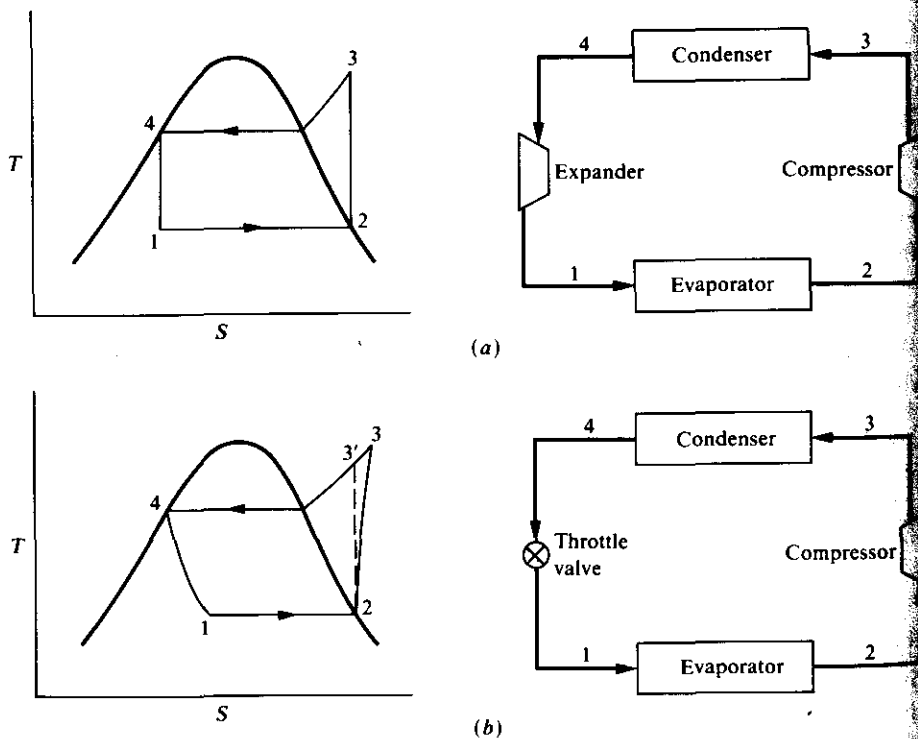 3
4
T
1
2
S
4
Condenser
3
Expander
Compressor
1
Evaporator
2
(a)
3'
3
4
T
1
2
S
4
Condenser
3
Throttle
valve
Compressor
1
Evaporator
2
(b)